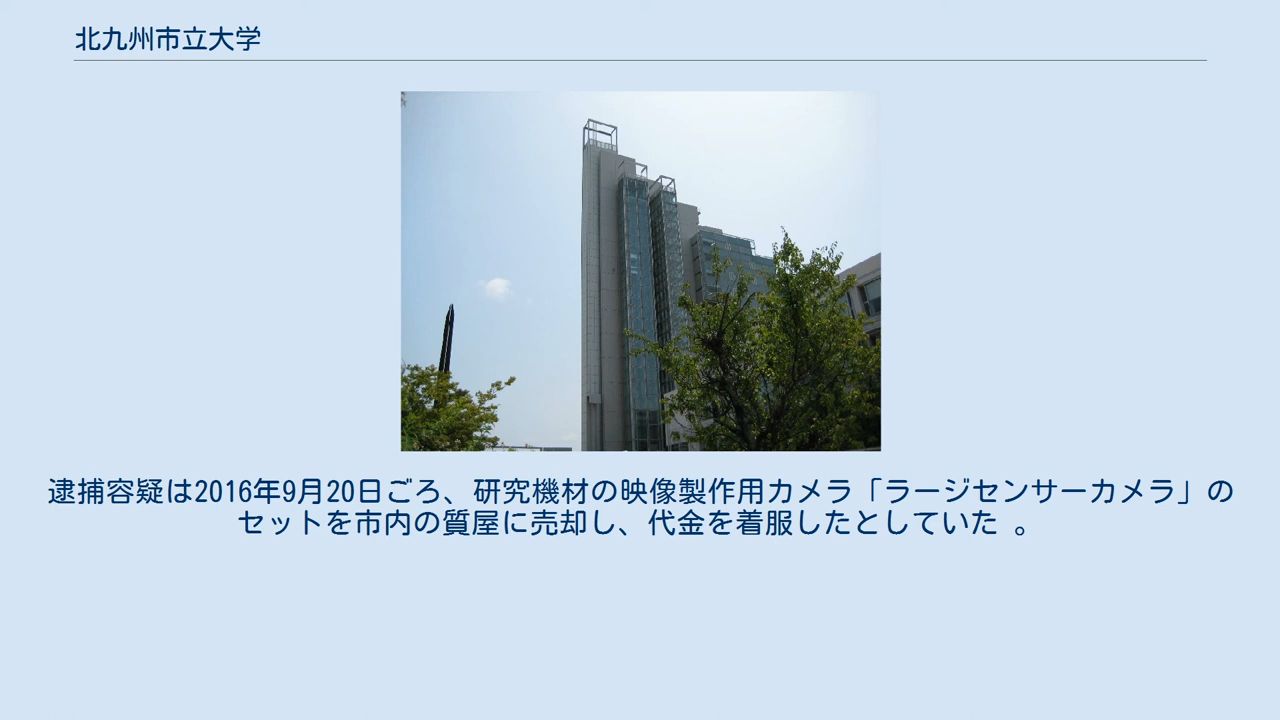 北九州市立大学
逮捕容疑は2016年9月20日ごろ、研究機材の映像製作用カメラ「ラージセンサーカメラ」の
セットを市内の質屋に売却し、代金を着服したとしていた 。